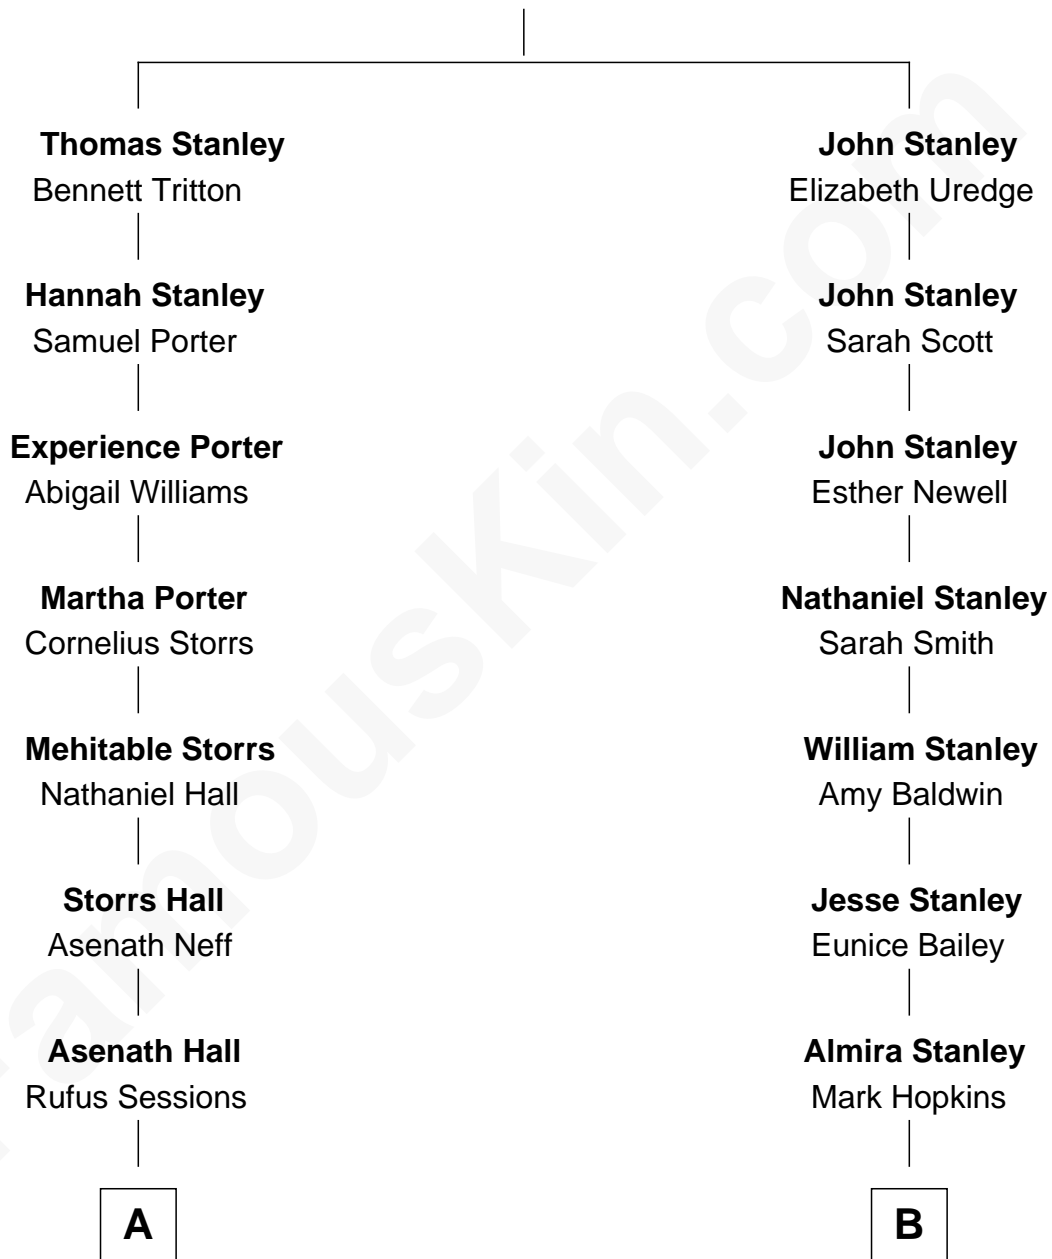 Thomas Stanley
Bennett Tritton
Hannah Stanley
Samuel Porter
Experience Porter
Abigail Williams
Martha Porter
Cornelius Storrs
Mehitable Storrs
Nathaniel Hall
Storrs Hall
Asenath Neff
Asenath Hall
Rufus Sessions
A
John Stanley
Elizabeth Uredge
John Stanley
Sarah Scott
John Stanley
Esther Newell
Nathaniel Stanley
Sarah Smith
William Stanley
Amy Baldwin
Jesse Stanley
Eunice Bailey
Almira Stanley
Mark Hopkins
B
FamousKin.com